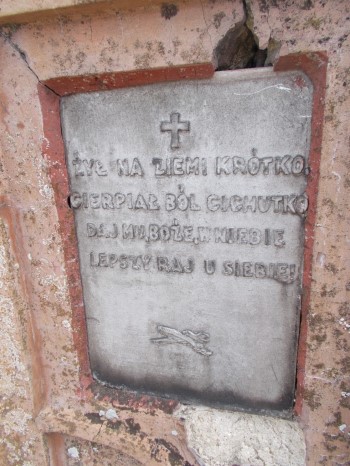 ŻYŁ NA ZIEMI KRÓTKO,
CIERPIAŁ BÓL CICHUTKO
DAJ MU, BOŻE, W NIEBIE
LEPSZY RAJ U SIEBIE!